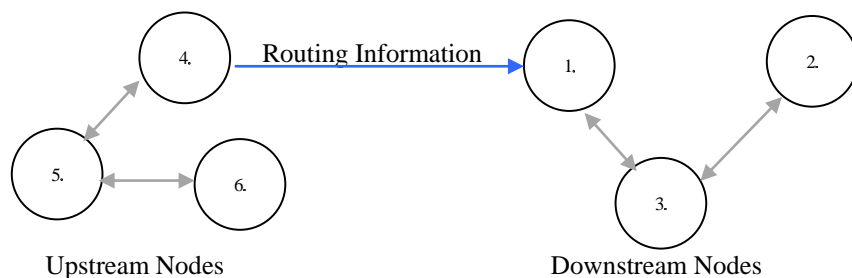 4.
Routing Information
1.
2.
5.
6.
3.
Upstream Nodes
Downstream Nodes